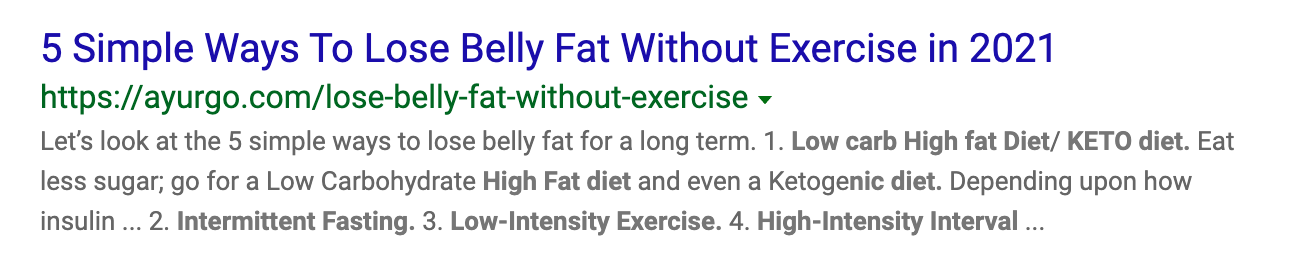 5 Simple Ways To Lose Belly Fat Without Exercise in 2021
https://ayurgo.com/lose-belly-fat-without-exercise
Let’s look at the 5 simple ways to lose belly fat for a long term. 1. Low carb High fat Diet/ KETO diet. Eat
less sugar; go for a Low Carbohydrate High Fat diet and even a Ketogenic diet. Depending upon how
insulin ... 2. Intermittent Fasting. 3. Low-Intensity Exercise. 4. High-Intensity Interval ...